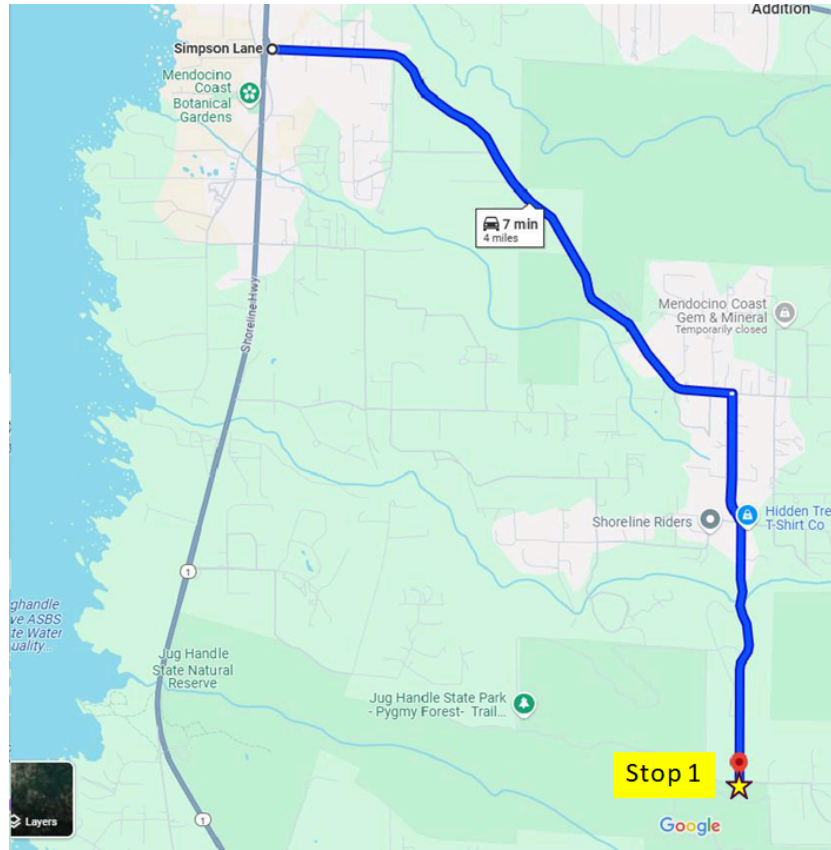 Addition
Simpson Lane
Mendocino
Coast
Botanical
Gardens
7 min
4 miles
Shoreline Hwy
Mendocino Coast
Gem & Mineral
Temporarily closed
Hidden Tre
T-Shirt Co
Shoreline Riders
1
ghandle
ve ASBS
te Water
uality...
Jug Handle
State Natural
Reserve
Jug Handle State Park
- Pygmy Forest- Trail...
Stop 1
Layers
1
Google